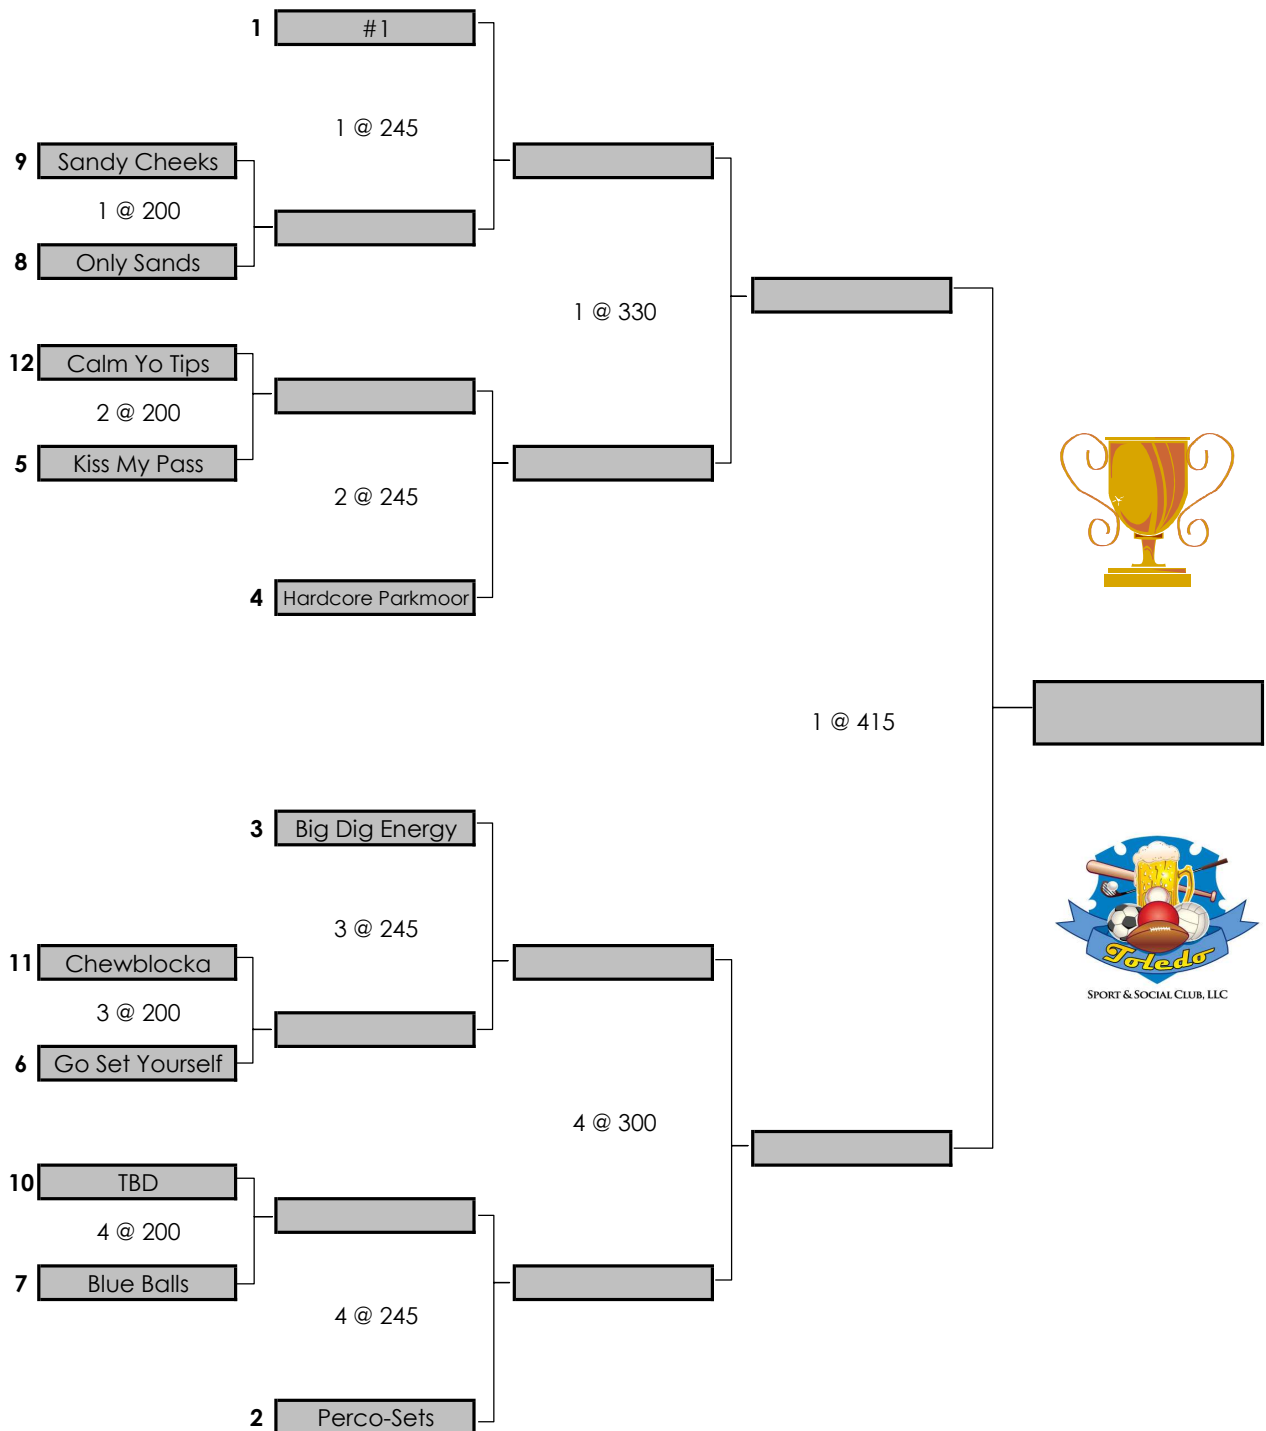 1 #1
1 @ 245
9 Sandy Cheeks
1 @ 200
8 Only Sands
1 @ 330
12 Calm Yo Tips
2 @ 200
5 Kiss My Pass
2 @ 245
4 Hardcore Parkmoor
1 @ 415
3 Big Dig Energy
3 @ 245
11 Chewblocka
3 @ 200
6 Go Set Yourself
4 @ 300
10 TBD
4 @ 200
7 Blue Balls
4 @ 245
2 Perco-Sets
Toledo
SPORT & SOCIAL CLUB, LLC